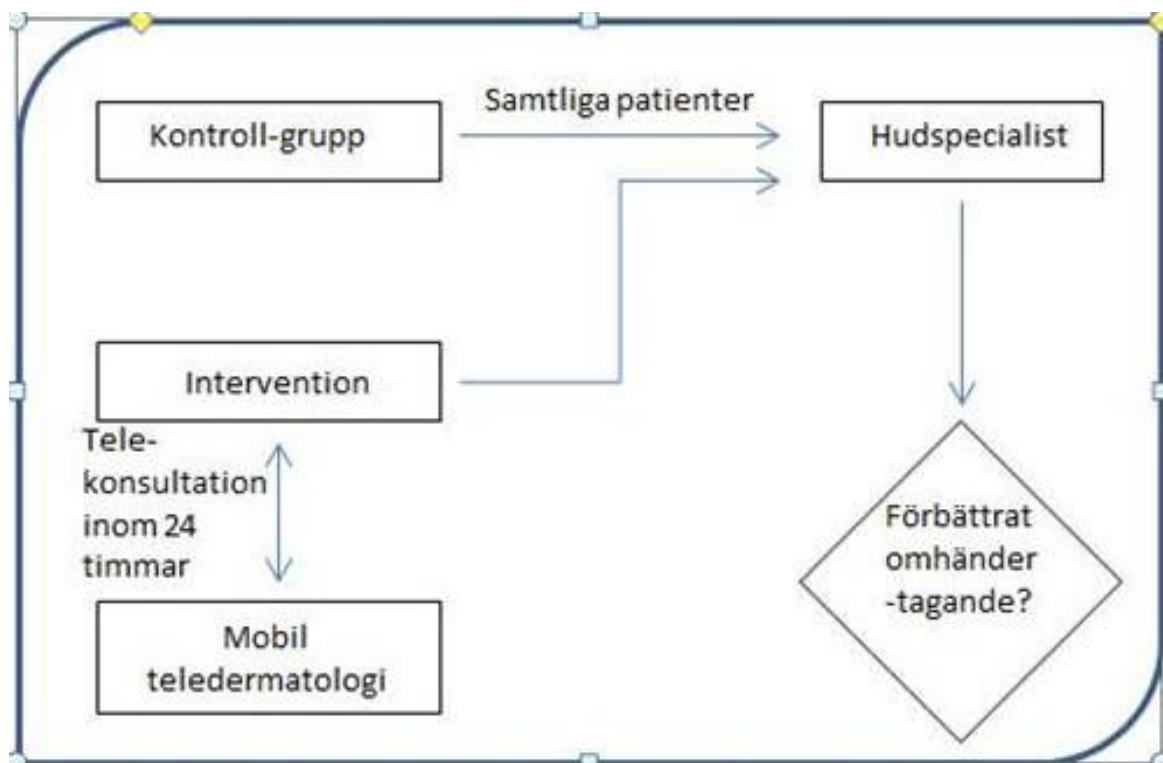 Kontroll-grupp
Samtliga patienter
Hudspecialist
Intervention
Tele-
konsultation
inom 24
timmar
Mobil
teledermatologi
Förbättrat
omhänder
-tagande?